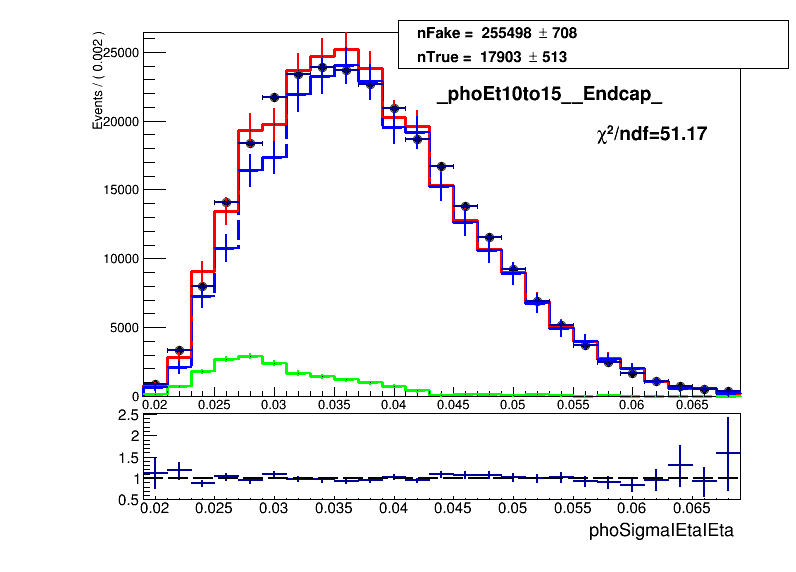 nFake = 255498 ± 708
nTrue = 17903 ± 513
_phoEt10to15__Endcap_
χ²/ndf=51.17
Events / ( 0.002 )
25000
20000
15000
10000
5000
0
0.02 0.025 0.03 0.035 0.04 0.045 0.05 0.055 0.06 0.065
2.5
2
1.5
1
0.5
0.02 0.025 0.03 0.035 0.04 0.045 0.05 0.055 0.06 0.065
phoSigmaIEtaIEta